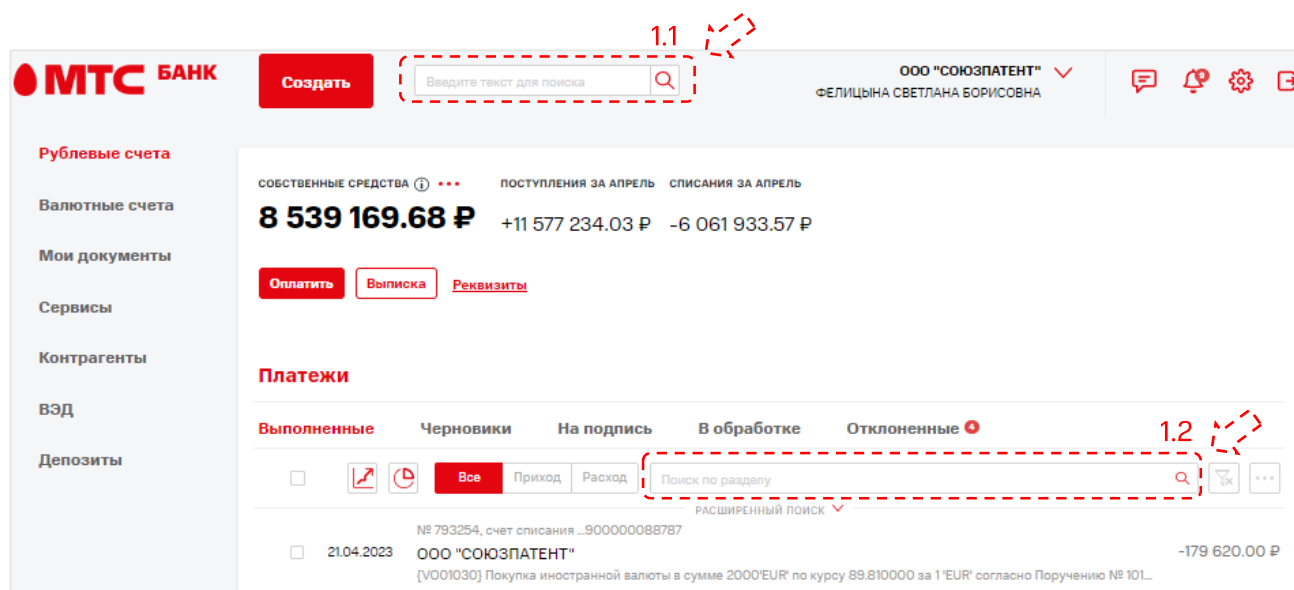 1.1
МТС БАНК
Создать
Введите текст для поиска
ООО "СОЮЗПАТЕНТ"
ФЕЛИЦЫНА СВЕТЛАНА БОРИСОВНА
Рублевые счета
Валютные счета
Мои документы
Сервисы
Контрагенты
ВЭД
Депозиты
СОБСТВЕННЫЕ СРЕДСТВА
ПОСТУПЛЕНИЯ ЗА АПРЕЛЬ
СПИСАНИЯ ЗА АПРЕЛЬ
8 539 169.68 ₽
+11 577 234.03 ₽
-6 061 933.57 ₽
Оплатить
Выписка
Реквизиты
Платежи
Выполненные
Черновики
На подпись
В обработке
Отклоненные 4
1.2
Все
Приход
Расход
Поиск по разделу
РАСШИРЕННЫЙ ПОИСК
№ 793254, счет списания ...900000088787
21.04.2023
ООО "СОЮЗПАТЕНТ"
-179 620.00 ₽
{VO01030} Покупка иностранной валюты в сумме 2000'EUR' по курсу 89.810000 за 1 'EUR' согласно Поручению № 101...